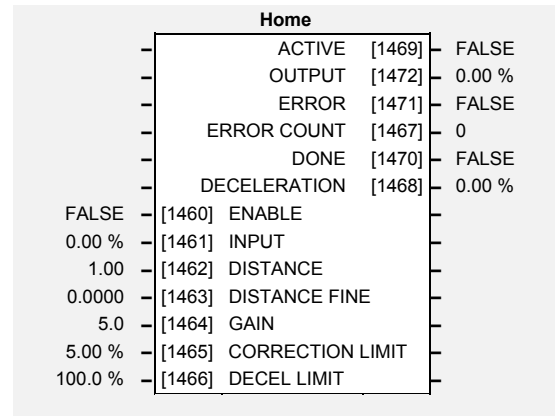 Home
ACTIVE [1469] FALSE
OUTPUT [1472] 0.00 %
ERROR [1471] FALSE
ERROR COUNT [1467] 0
DONE [1470] FALSE
DECELERATION [1468] 0.00 %
FALSE [1460] ENABLE
0.00 % [1461] INPUT
1.00 [1462] DISTANCE
0.0000 [1463] DISTANCE FINE
5.0 [1464] GAIN
5.00 % [1465] CORRECTION LIMIT
100.0 % [1466] DECEL LIMIT